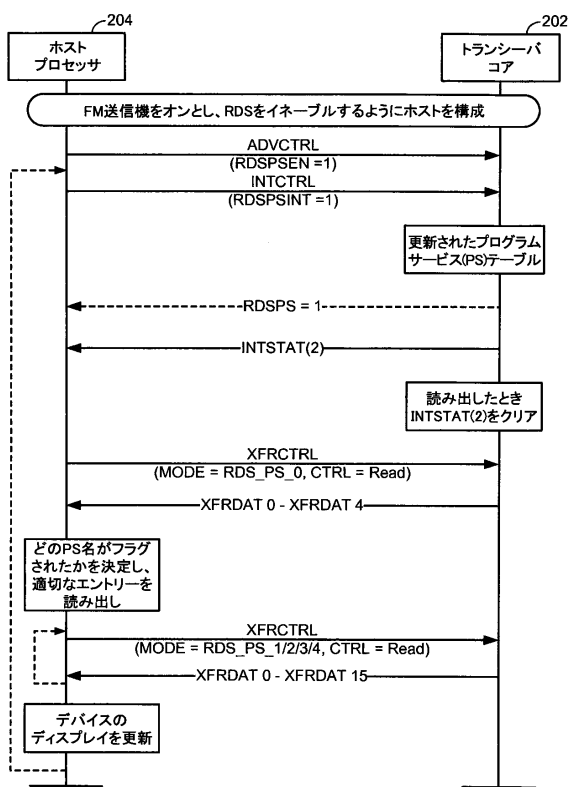 204
202
ホスト
プロセッサ
トランシーバ
コア
FM送信機をオンとし、RDSをイネーブルするようにホストを構成
ADVCTRL
(RDSPSEN =1)
INTCTRL
(RDSPSINT =1)
更新されたプログラム
サービス(PS)テーブル
RDSPS = 1
INTSTAT(2)
読み出したとき
INTSTAT(2)をクリア
XFRCTRL
(MODE = RDS_PS_0, CTRL = Read)
XFRDAT 0 - XFRDAT 4
どのPS名がフラグ
されたかを決定し、
適切なエントリーを
読み出し
XFRCTRL
(MODE = RDS_PS_1/2/3/4, CTRL = Read)
XFRDAT 0 - XFRDAT 15
デバイスの
ディスプレイを更新